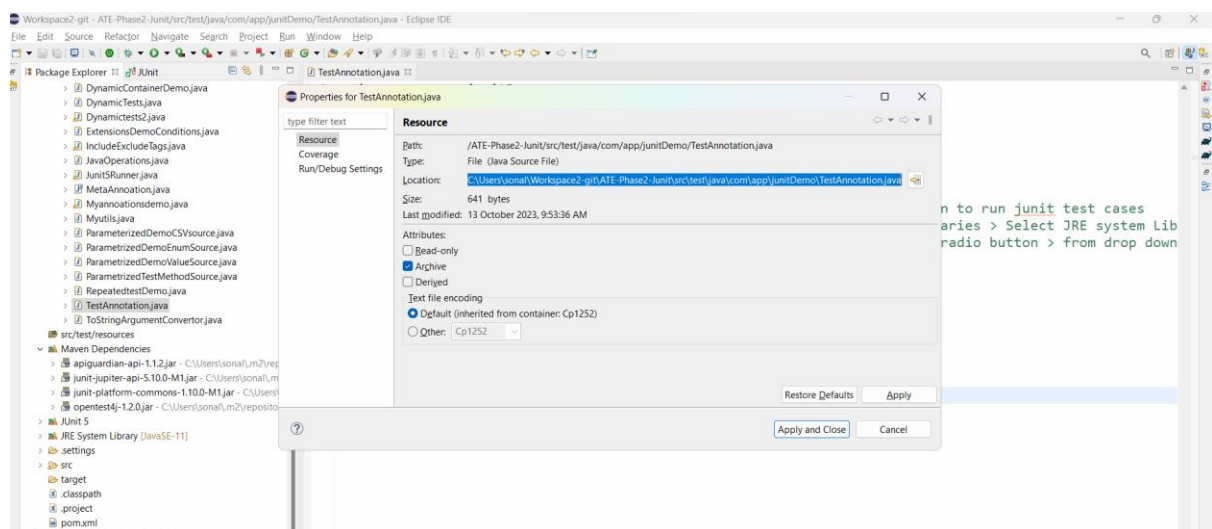 Workspace2-git - ATE-Phase2-Junit/src/test/java/com/app/junitDemo/TestAnnotation.java - Eclipse IDE
File Edit Source Refactor Navigate Search Project Run Window Help
Package Explorer JUnit
TestAnnotation.java
DynamicContainerDemo.java
DynamicTests.java
Dynamictests2.java
ExtensionsDemoConditions.java
IncludeExcludeTags.java
JavaOperations.java
Junit5Runner.java
MetaAnnoation.java
Myannoationsdemo.java
Myutils.java
ParameterizedDemoCSVsource.java
ParametrizedDemoEnumSource.java
ParametrizedDemoValueSource.java
ParametrizedTestMethodSource.java
RepeatedtestDemo.java
TestAnnotation.java
ToStringArgumentConvertor.java
src/test/resources
Maven Dependencies
apiguardian-api-1.1.2.jar - C:\Users\sonal\.m2\rep
junit-jupiter-api-5.10.0-M1.jar - C:\Users\sonal\.m
junit-platform-commons-1.10.0-M1.jar - C:\Users\
opentest4j-1.2.0.jar - C:\Users\sonal\.m2\reposito
JUnit 5
JRE System Library [JavaSE-11]
.settings
src
target
.classpath
.project
pom.xml
Properties for TestAnnotation.java
type filter text
Resource
Coverage
Run/Debug Settings
Resource
Path: /ATE-Phase2-Junit/src/test/java/com/app/junitDemo/TestAnnotation.java
Type: File (Java Source File)
Location: C:\Users\sonal\Workspace2-git\ATE-Phase2-Junit\src\test\java\com\app\junitDemo\TestAnnotation.java
Size: 641 bytes
Last modified: 13 October 2023, 9:53:36 AM
Attributes:
Read-only
Archive
Derived
Text file encoding
Default (inherited from container: Cp1252)
Other: Cp1252
Restore Defaults Apply
Apply and Close Cancel
n to run junit test cases
aries > Select JRE system Lib
radio button > from drop down